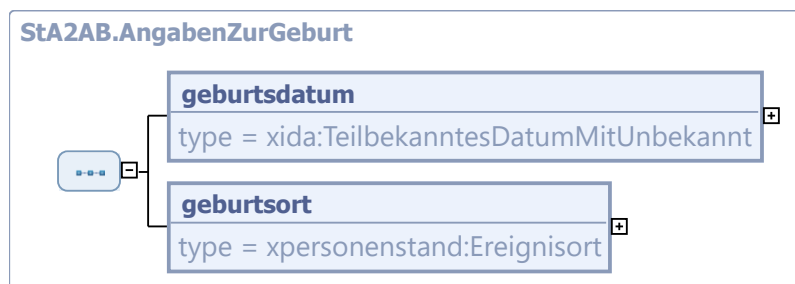 StA2AB.AngabenZurGeburt
geburtsdatum
type = xida:TeilbekanntesDatumMitUnbekannt
geburtsort
type = xpersonenstand:Ereignisort